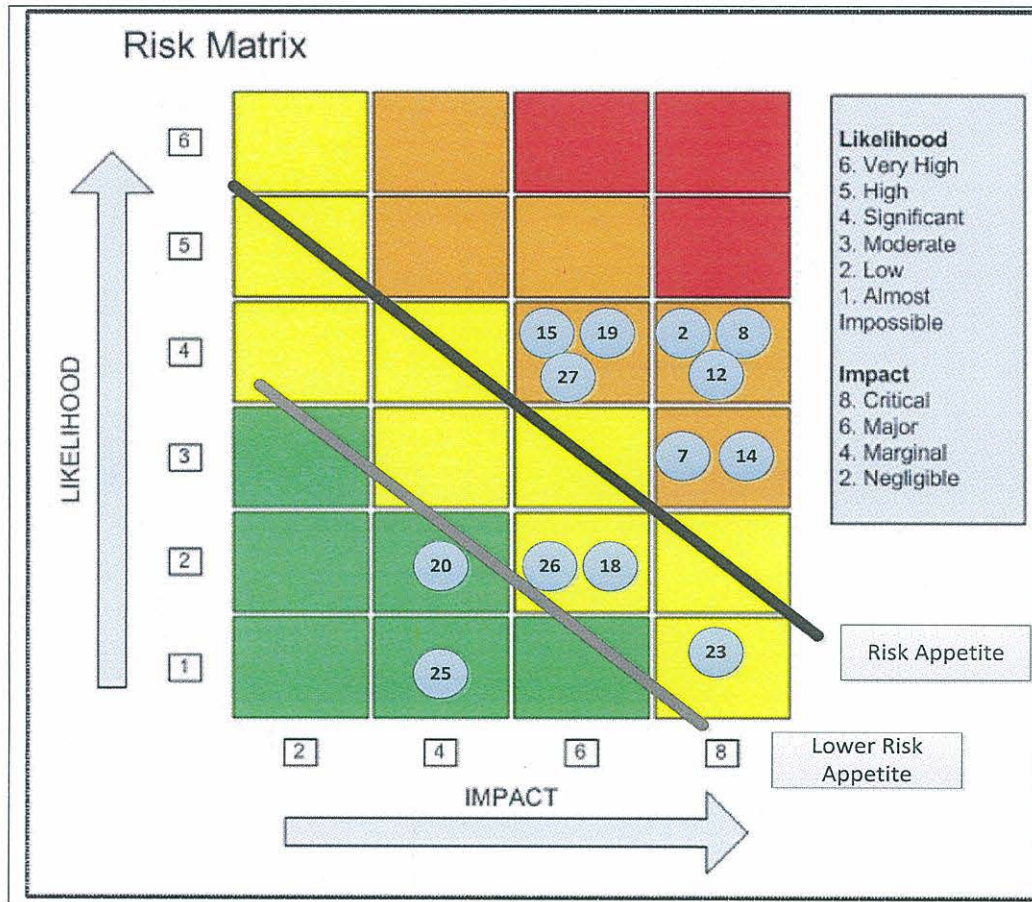 Risk Matrix
6
5
4
3
2
1
LIKELIHOOD
15
19
2
8
27
12
7
14
20
26
18
25
23
2
4
6
8
IMPACT
Likelihood
6. Very High
5. High
4. Significant
3. Moderate
2. Low
1. Almost
Impossible
Impact
8. Critical
6. Major
4. Marginal
2. Negligible
Risk Appetite
Lower Risk
Appetite